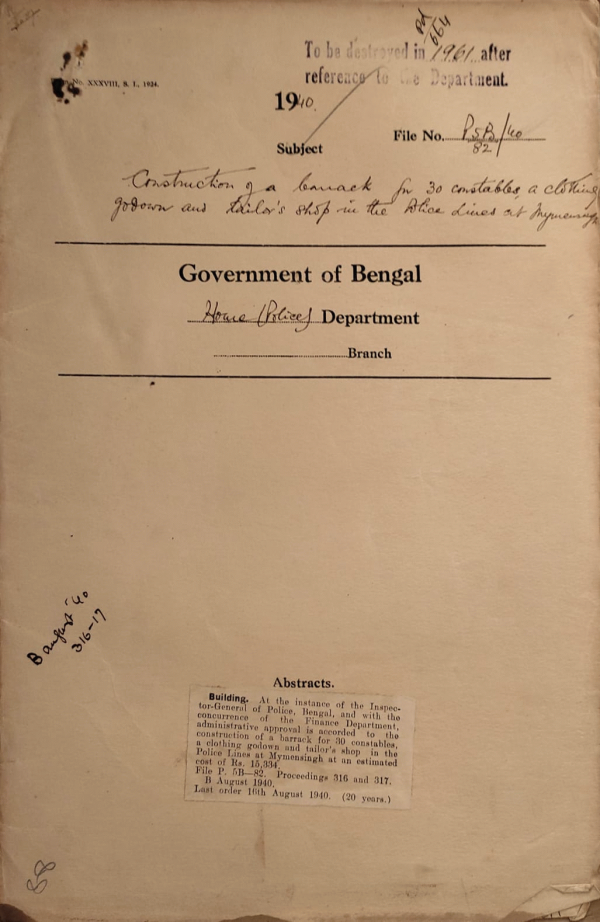 664
To be destroyed in 1961 after
reference to the Department.
No. XXXVIII, S. I., 1934.
1940.
File No. P5B/40
82
Subject
Construction of a barrack for 30 constables, a clothing
godown and tailor's shop in the Police Lines at Mymensingh
Government of Bengal
Home (Police) Department
Branch
B August '40
316-17
Abstracts.
Building. At the instance of the Inspec-
tor-General of Police, Bengal, and with the
concurrence of the Finance Department,
administrative approval is accorded to the
construction of a barrack for 30 constables,
a clothing godown and tailor's shop in the
Police Lines at Mymensingh at an estimated
cost of Rs. 15,334.
File P. 5B—82. Proceedings 316 and 317.
B August 1940.
Last order 16th August 1940. (20 years.)